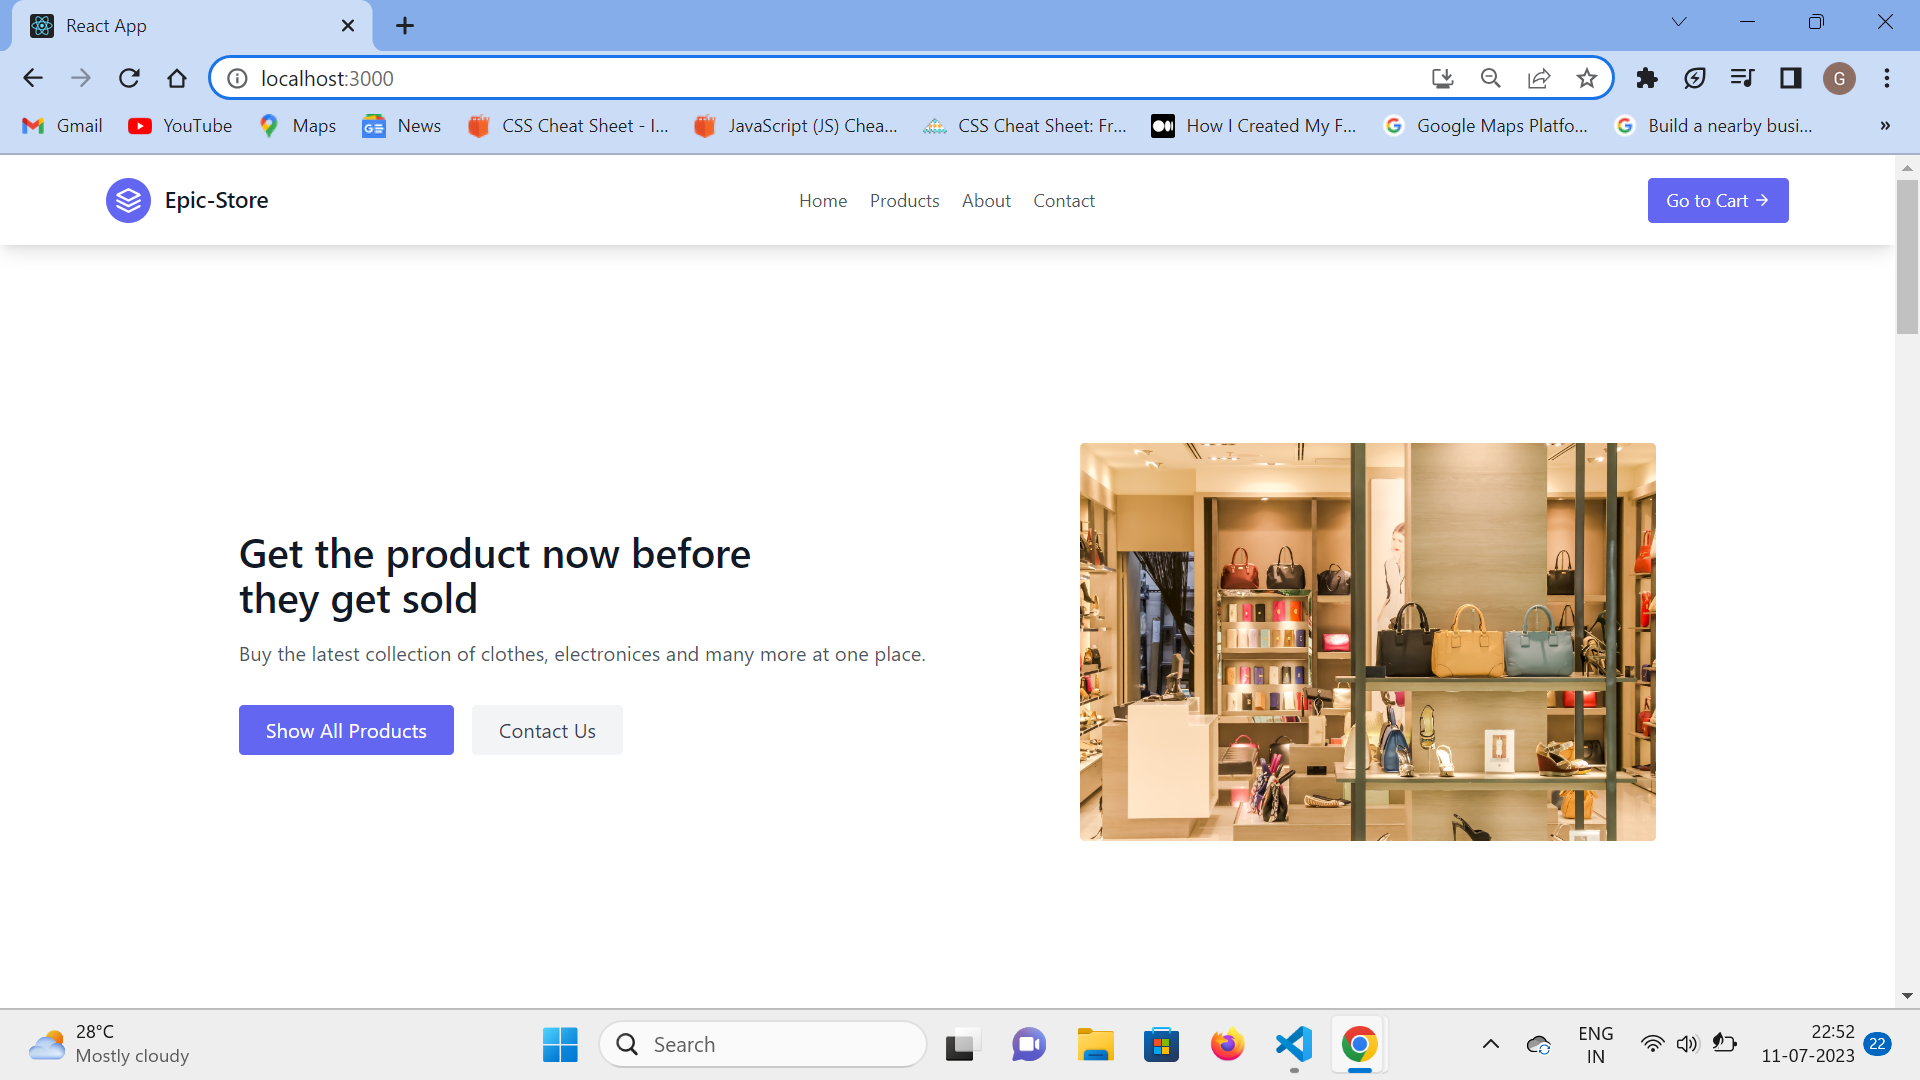 React App
localhost:3000
G
Gmail
YouTube
Maps
News
CSS Cheat Sheet - I...
JavaScript (JS) Chea...
CSS Cheat Sheet: Fr...
How I Created My F...
Google Maps Platfo...
Build a nearby busi...
»
Epic-Store
Home
Products
About
Contact
Go to Cart →
Get the product now before
they get sold
Buy the latest collection of clothes, electronices and many more at one place.
Show All Products
Contact Us
28°C
Mostly cloudy
Search
ENG
IN
22:52
11-07-2023
22